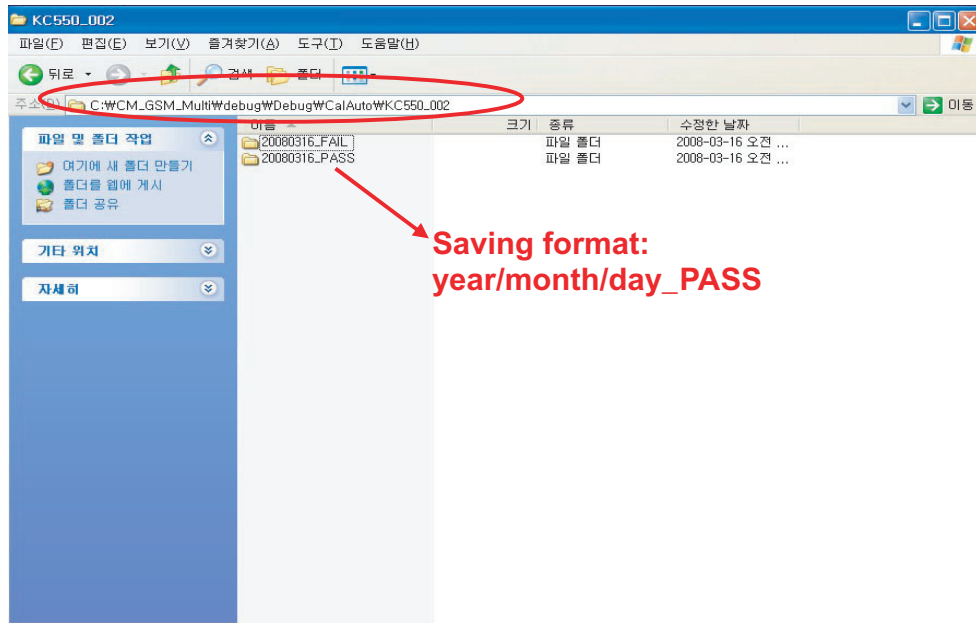 KC550_002
파일(F) 편집(E) 보기(V) 즐겨찾기(A) 도구(T) 도움말(H)
뒤로 검색 폴더
주소(D) C:₩CM_GSM_Multi₩debug₩Debug₩CalAuto₩KC550_002 이동
이름 크기 종류 수정한 날짜
20080316_FAIL 파일 폴더 2008-03-16 오전 ...
20080316_PASS 파일 폴더 2008-03-16 오전 ...
파일 및 폴더 작업
여기에 새 폴더 만들기
폴더를 웹에 게시
폴더 공유
기타 위치
자세히
Saving format:
year/month/day_PASS